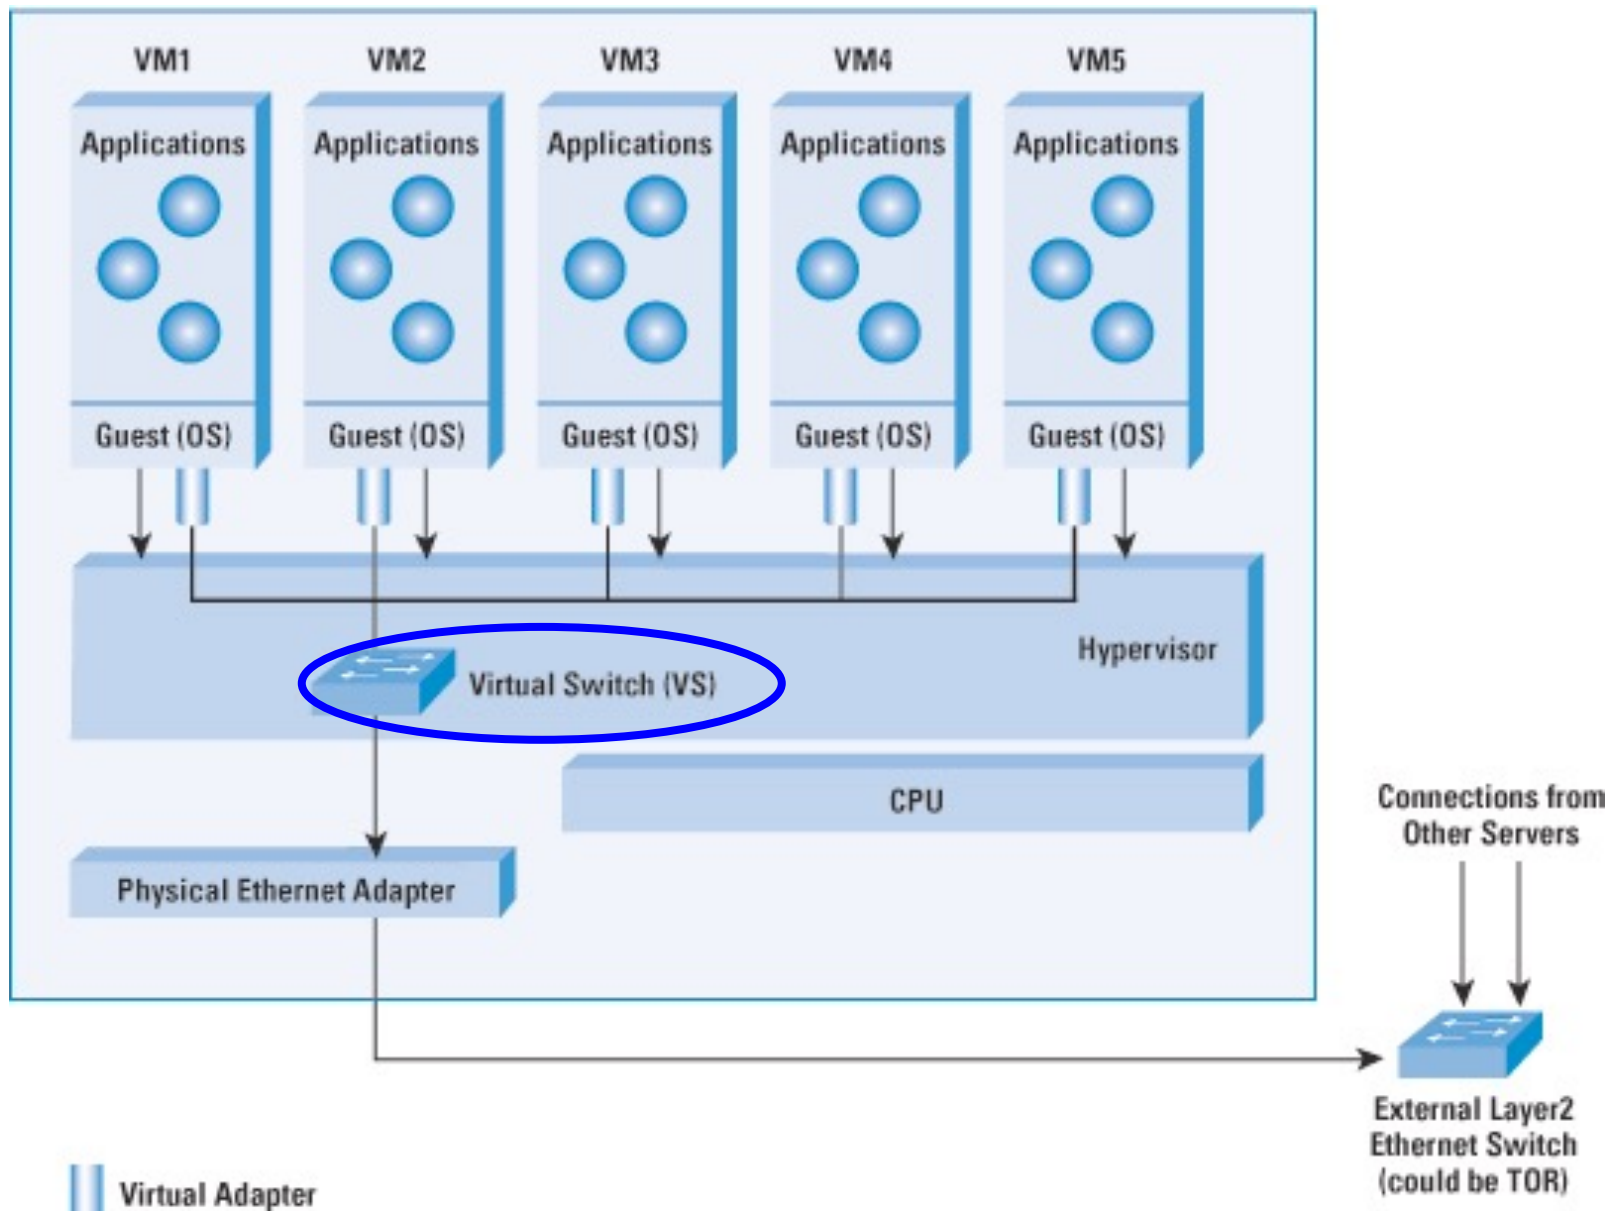 VM1 VM2 VM3 VM4 VM5
Applications Applications Applications Applications Applications
Guest (OS) Guest (OS) Guest (OS) Guest (OS) Guest (OS)
Hypervisor
Virtual Switch (VS)
CPU
Connections from
Other Servers
Physical Ethernet Adapter
External Layer2
Ethernet Switch
(could be TOR)
Virtual Adapter